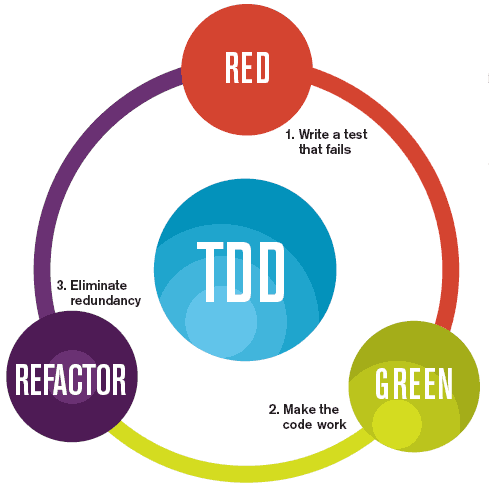 RED
1. Write a test
that fails
TDD
3. Eliminate
redundancy
REFACTOR
GREEN
2. Make the
code work